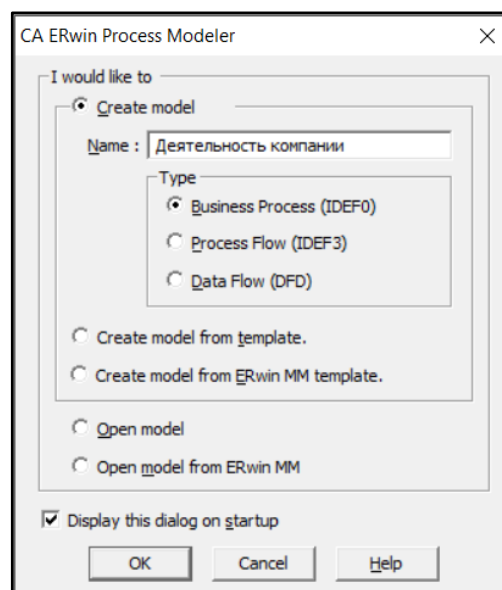 CA ERwin Process Modeler
I would like to
Create model
Name : Деятельность компании
Type
Business Process (IDEF0)
Process Flow (IDEF3)
Data Flow (DFD)
Create model from template.
Create model from ERwin MM template.
Open model
Open model from ERwin MM
Display this dialog on startup
OK Cancel Help